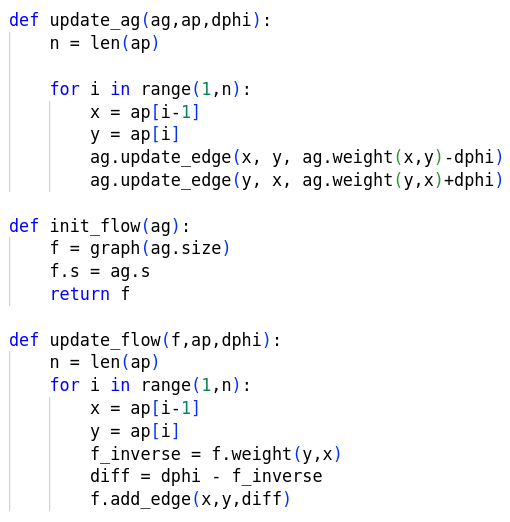 def update_ag(ag,ap,dphi):
    n = len(ap)

    for i in range(1,n):
        x = ap[i-1]
        y = ap[i]
        ag.update_edge(x, y, ag.weight(x,y)-dphi)
        ag.update_edge(y, x, ag.weight(y,x)+dphi)

def init_flow(ag):
    f = graph(ag.size)
    f.s = ag.s
    return f

def update_flow(f,ap,dphi):
    n = len(ap)
    for i in range(1,n):
        x = ap[i-1]
        y = ap[i]
        f_inverse = f.weight(y,x)
        diff = dphi - f_inverse
        f.add_edge(x,y,diff)